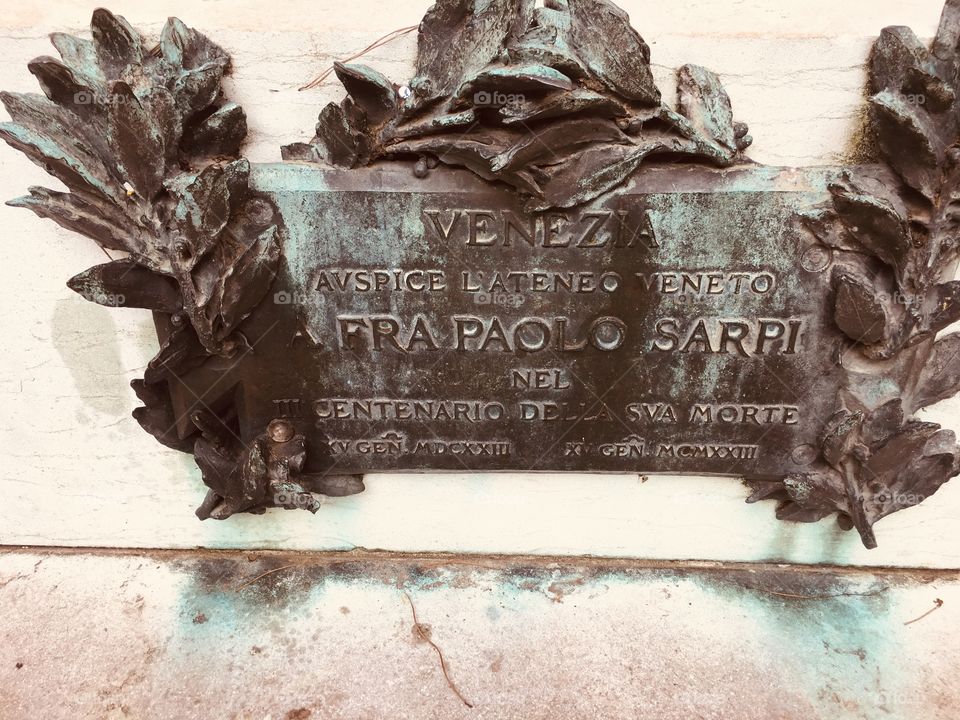 VENEZIA
AVSPICE L'ATENEO VENETO
A FRA PAOLO SARPI
NEL
III CENTENARIO DELLA SVA MORTE
XV GEÑ. MDCXXIII XV GEÑ. MCMXXIII